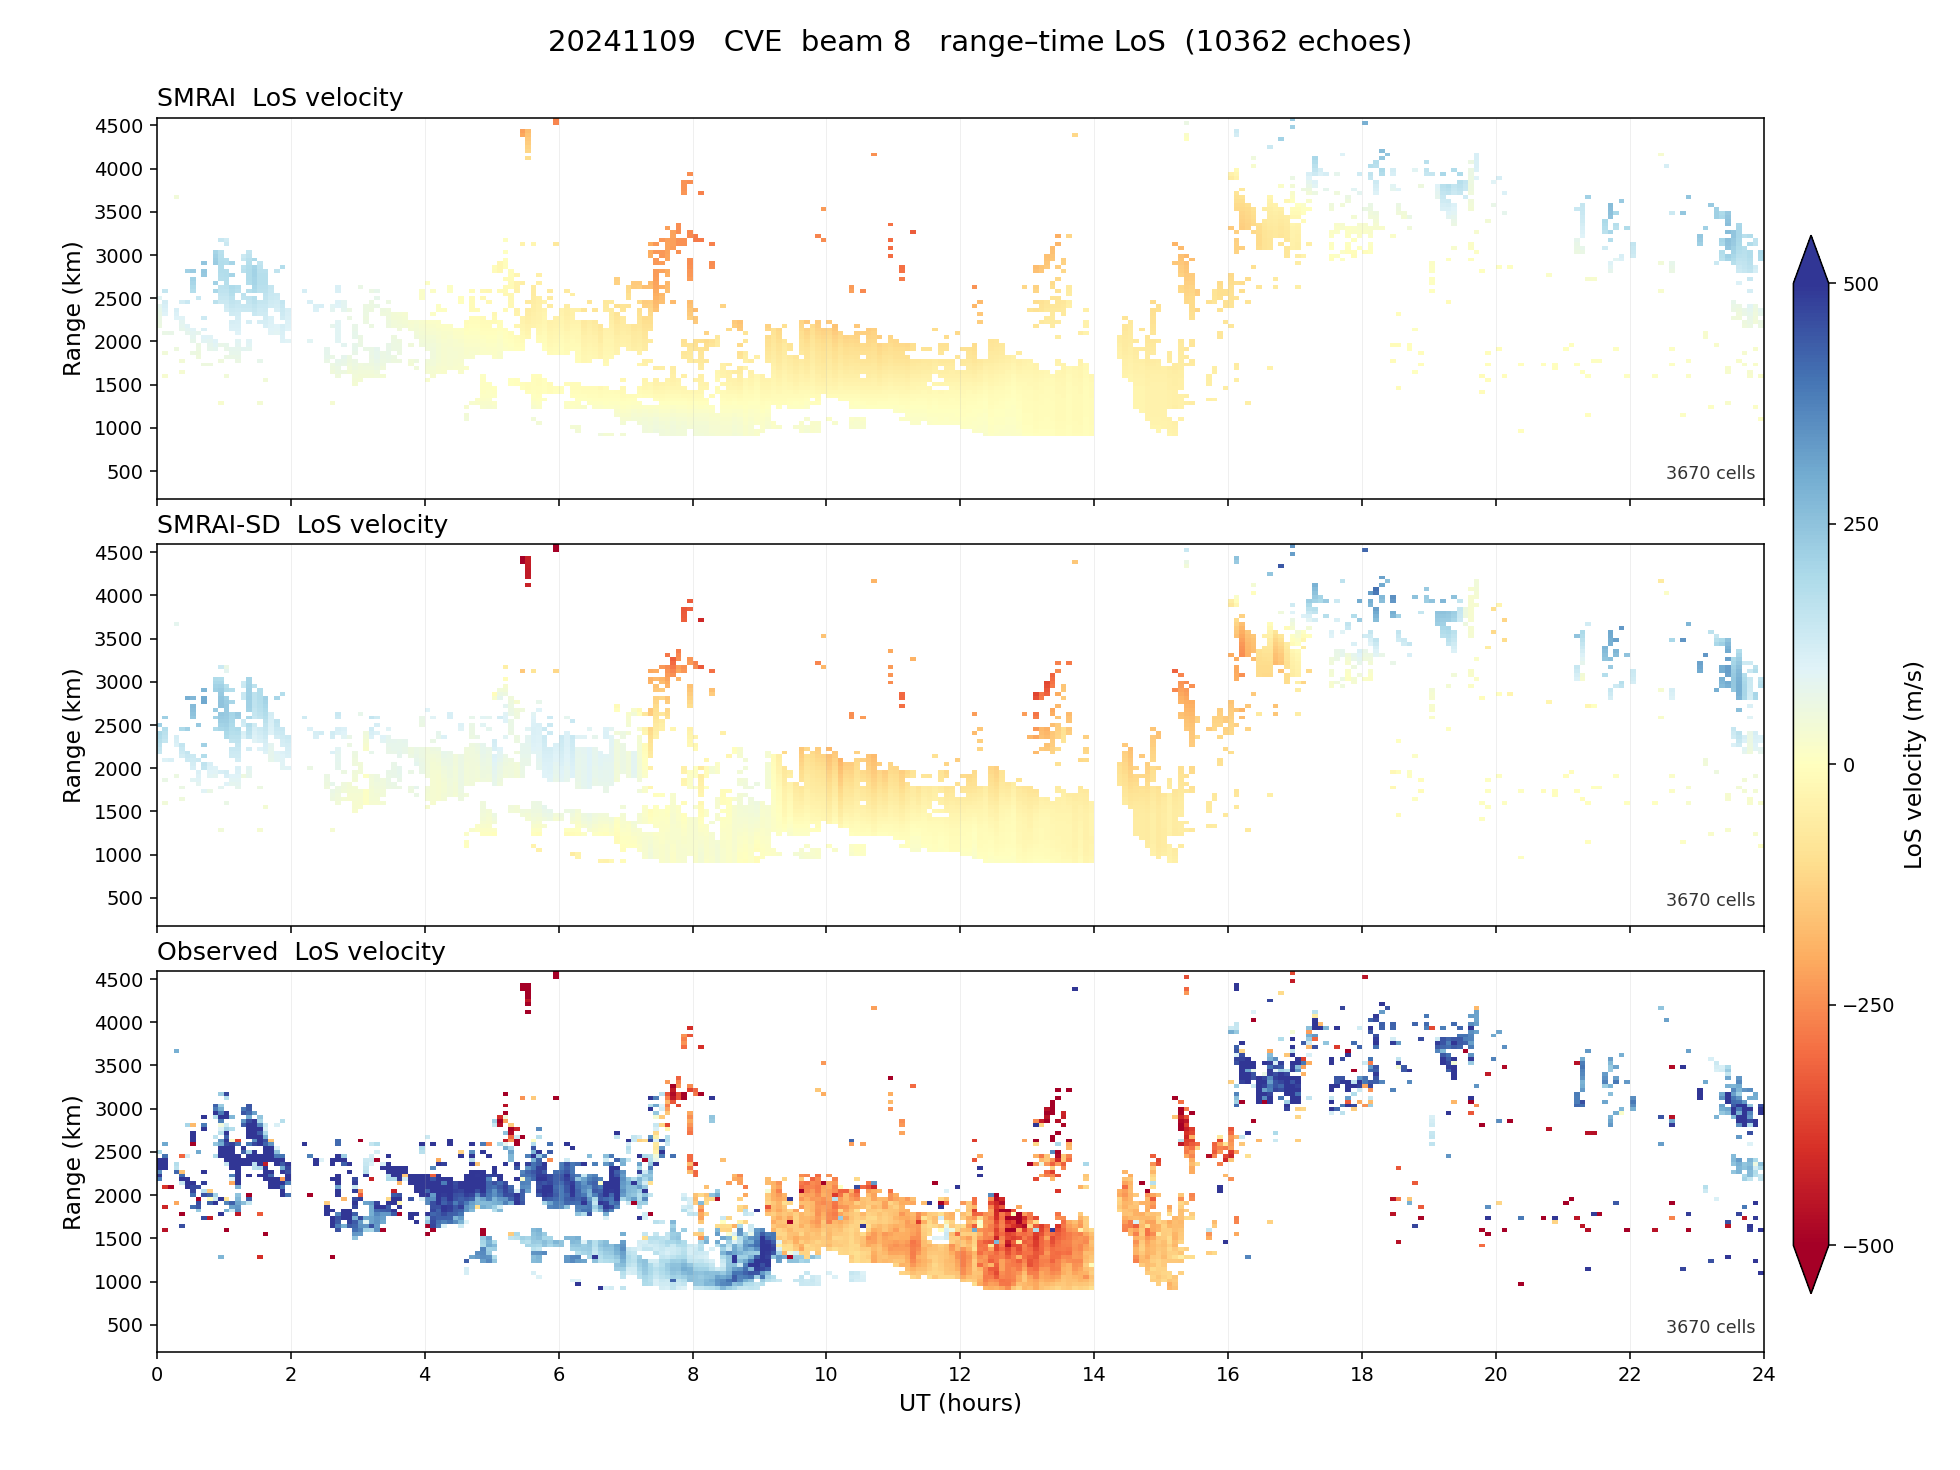 20241109   CVE  beam 8   range–time LoS  (10362 echoes)
SMRAI  LoS velocity
4500
4000
3500
3000
2500
2000
1500
1000
500
Range (km)
3670 cells
SMRAI-SD  LoS velocity
4500
4000
3500
3000
2500
2000
1500
1000
500
Range (km)
3670 cells
Observed  LoS velocity
4500
4000
3500
3000
2500
2000
1500
1000
500
Range (km)
3670 cells
0 2 4 6 8 10 12 14 16 18 20 22 24
UT (hours)
500
250
0
−250
−500
LoS velocity (m/s)